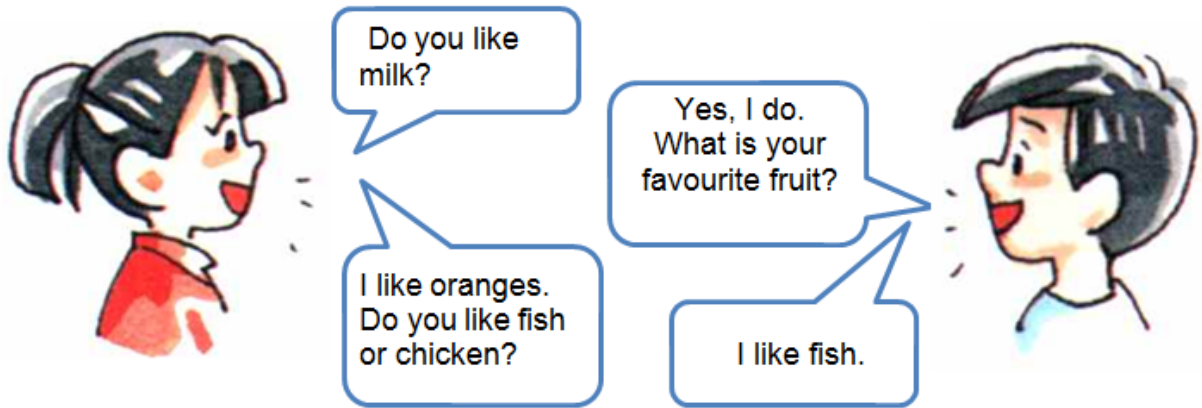 Do you like
milk?
Yes, I do.
What is your
favourite fruit?
I like oranges.
Do you like fish
or chicken?
I like fish.